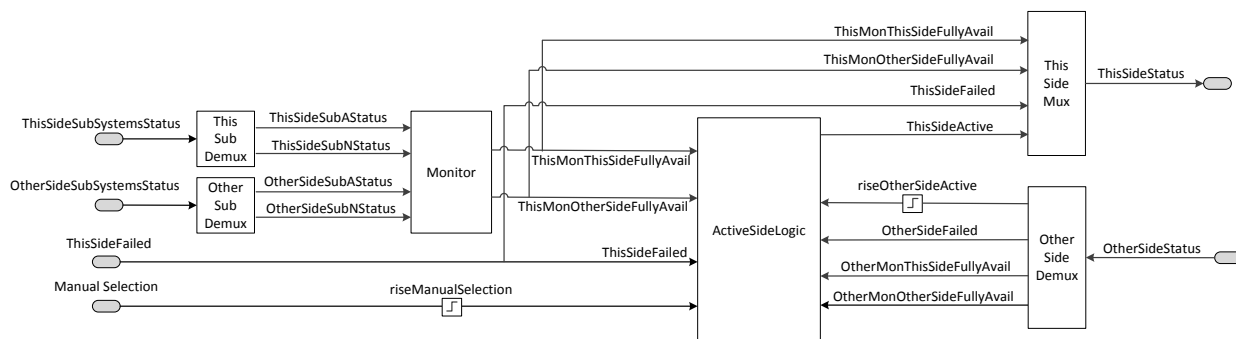 ThisMonThisSideFullyAvail
ThisMonOtherSideFullyAvail
This
Side
Mux
ThisSideStatus
ThisSideFailed
ThisSideActive
ThisSideSubSystemsStatus
This
Sub
Demux
ThisSideSubAStatus
ThisSideSubNStatus
OtherSideSubSystemsStatus
Other
Sub
Demux
OtherSideSubAStatus
OtherSideSubNStatus
Monitor
ThisMonThisSideFullyAvail
ThisMonOtherSideFullyAvail
ThisSideFailed
ThisSideFailed
Manual Selection
riseManualSelection
ActiveSideLogic
riseOtherSideActive
OtherSideFailed
OtherMonThisSideFullyAvail
OtherMonOtherSideFullyAvail
Other
Side
Demux
OtherSideStatus